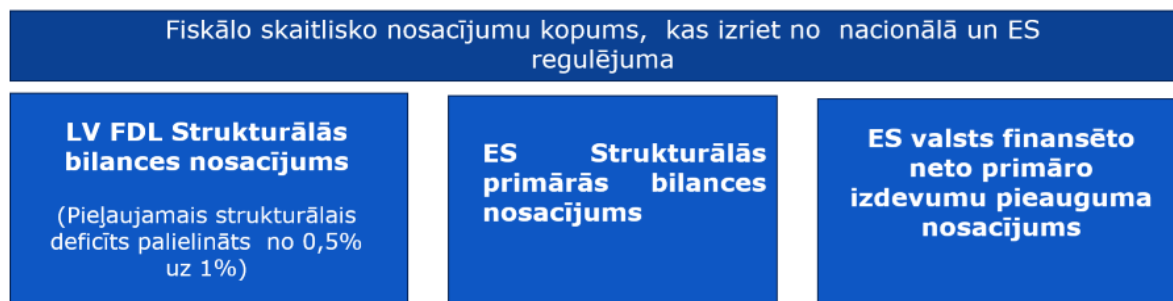 Fiskālo skaitlisko nosacījumu kopums, kas izriet no nacionālā un ES
regulējuma
LV FDL Strukturālās
bilances nosacījums
(Pieļaujamais strukturālais
deficīts palielināts no 0,5%
uz 1%)
ES Strukturālās
primārās bilances
nosacījums
ES valsts finansēto
neto primāro
izdevumu pieauguma
nosacījums